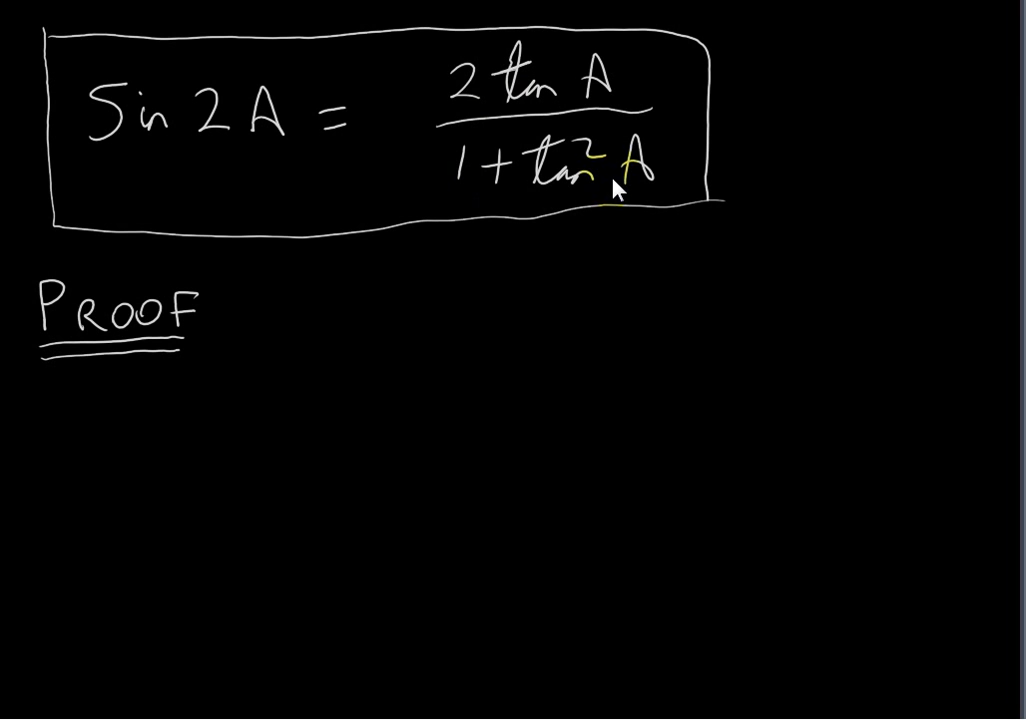 Sin 2A = 2 tan A / 1 + tan² A
PROOF